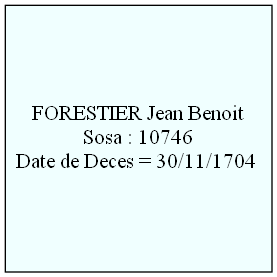 FORESTIER Jean Benoit
Sosa : 10746
Date de Deces = 30/11/1704